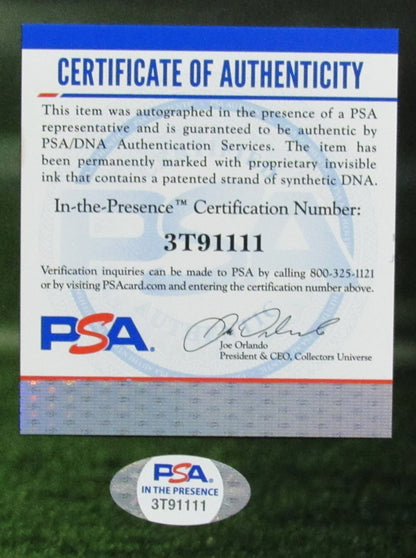 CERTIFICATE OF AUTHENTICITY
This item was autographed in the presence of a PSA
representative and is guaranteed to be authentic by
PSA/DNA Authentication Services. The item has
been permanently marked with proprietary invisible
ink that contains a patented strand of synthetic DNA.
In-the-Presence™ Certification Number:
3T91111
Verification inquiries can be made to PSA by calling 800-325-1121
or by visiting PSAcard.com and entering the certification number above.
PSA.
Joe Orlando
Joe Orlando
President & CEO, Collectors Universe
PSA.
IN THE PRESENCE
3T91111